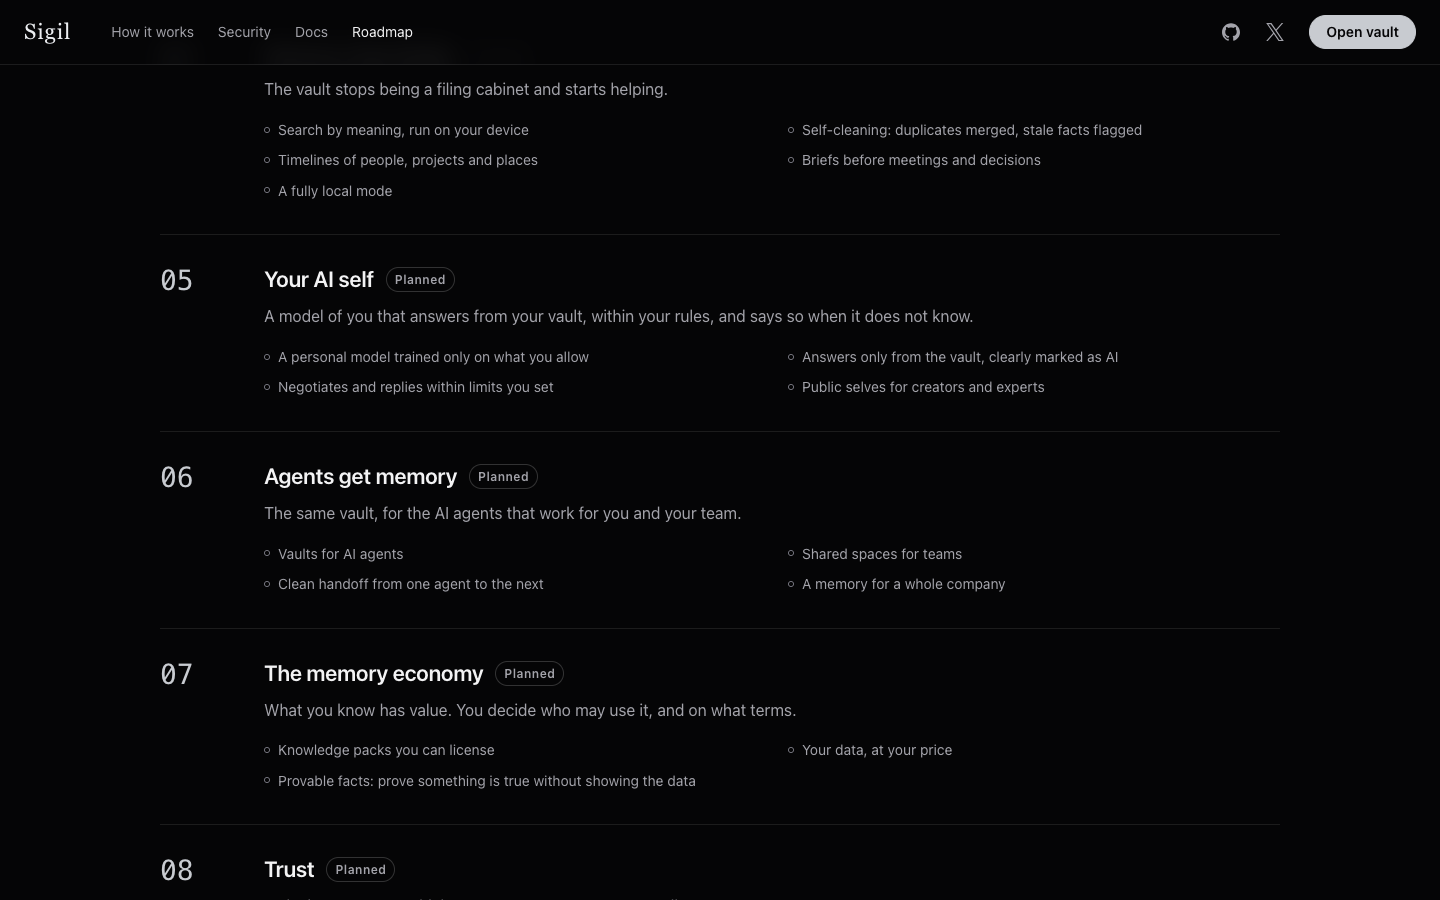 Sigil
How it works
Security
Docs
Roadmap
Open vault
The vault stops being a filing cabinet and starts helping.
Search by meaning, run on your device
Self-cleaning: duplicates merged, stale facts flagged
Timelines of people, projects and places
Briefs before meetings and decisions
A fully local mode
05
Your AI self
Planned
A model of you that answers from your vault, within your rules, and says so when it does not know.
A personal model trained only on what you allow
Answers only from the vault, clearly marked as AI
Negotiates and replies within limits you set
Public selves for creators and experts
06
Agents get memory
Planned
The same vault, for the AI agents that work for you and your team.
Vaults for AI agents
Shared spaces for teams
Clean handoff from one agent to the next
A memory for a whole company
07
The memory economy
Planned
What you know has value. You decide who may use it, and on what terms.
Knowledge packs you can license
Your data, at your price
Provable facts: prove something is true without showing the data
08
Trust
Planned